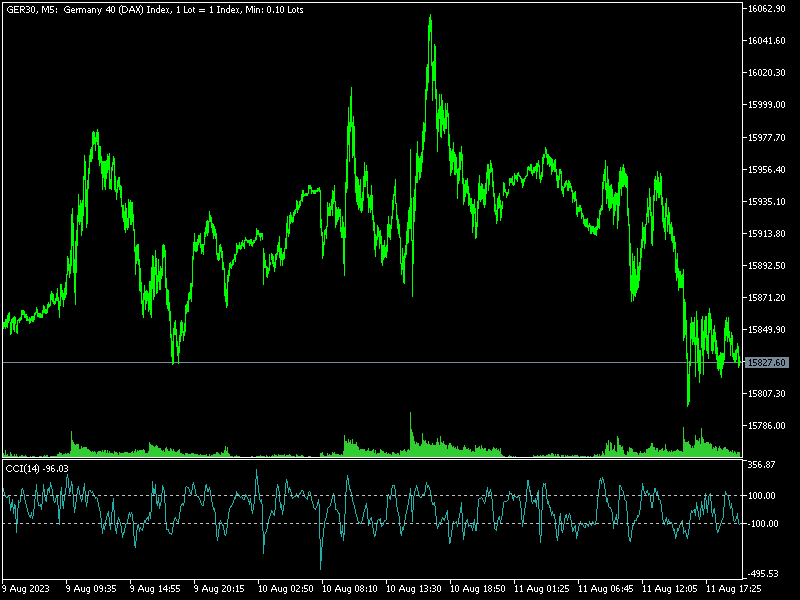 GER30, M5: Germany 40 (DAX) Index, 1 Lot = 1 Index, Min: 0.10 Lots
16062.90
16041.60
16020.30
15999.00
15977.70
15956.40
15935.10
15913.80
15892.50
15871.20
15849.90
15827.60
15807.30
15786.00
CCI(14) -96.03
356.87
100.00
-100.00
-495.53
9 Aug 2023
9 Aug 09:35
9 Aug 14:55
9 Aug 20:15
10 Aug 02:50
10 Aug 08:10
10 Aug 13:30
10 Aug 18:50
11 Aug 01:25
11 Aug 06:45
11 Aug 12:05
11 Aug 17:25